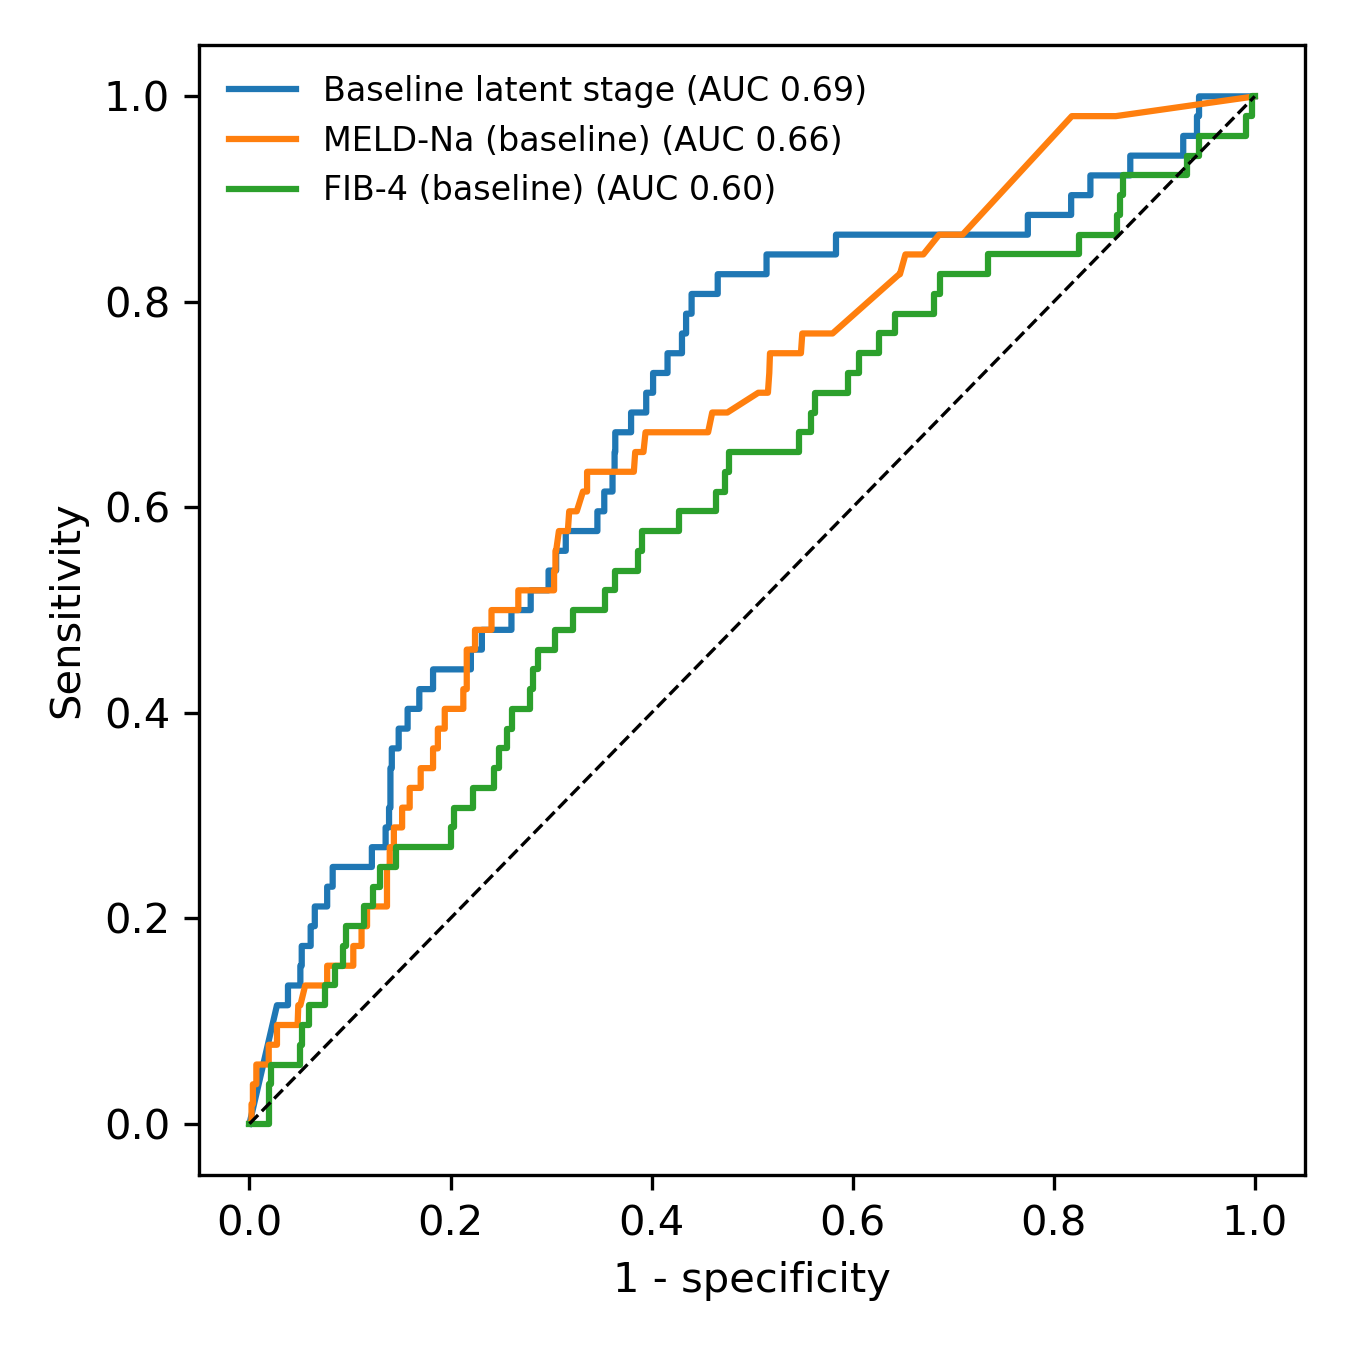 Baseline latent stage (AUC 0.69)
MELD-Na (baseline) (AUC 0.66)
FIB-4 (baseline) (AUC 0.60)
1.0
0.8
0.6
0.4
0.2
0.0
Sensitivity
0.0 0.2 0.4 0.6 0.8 1.0
1 - specificity